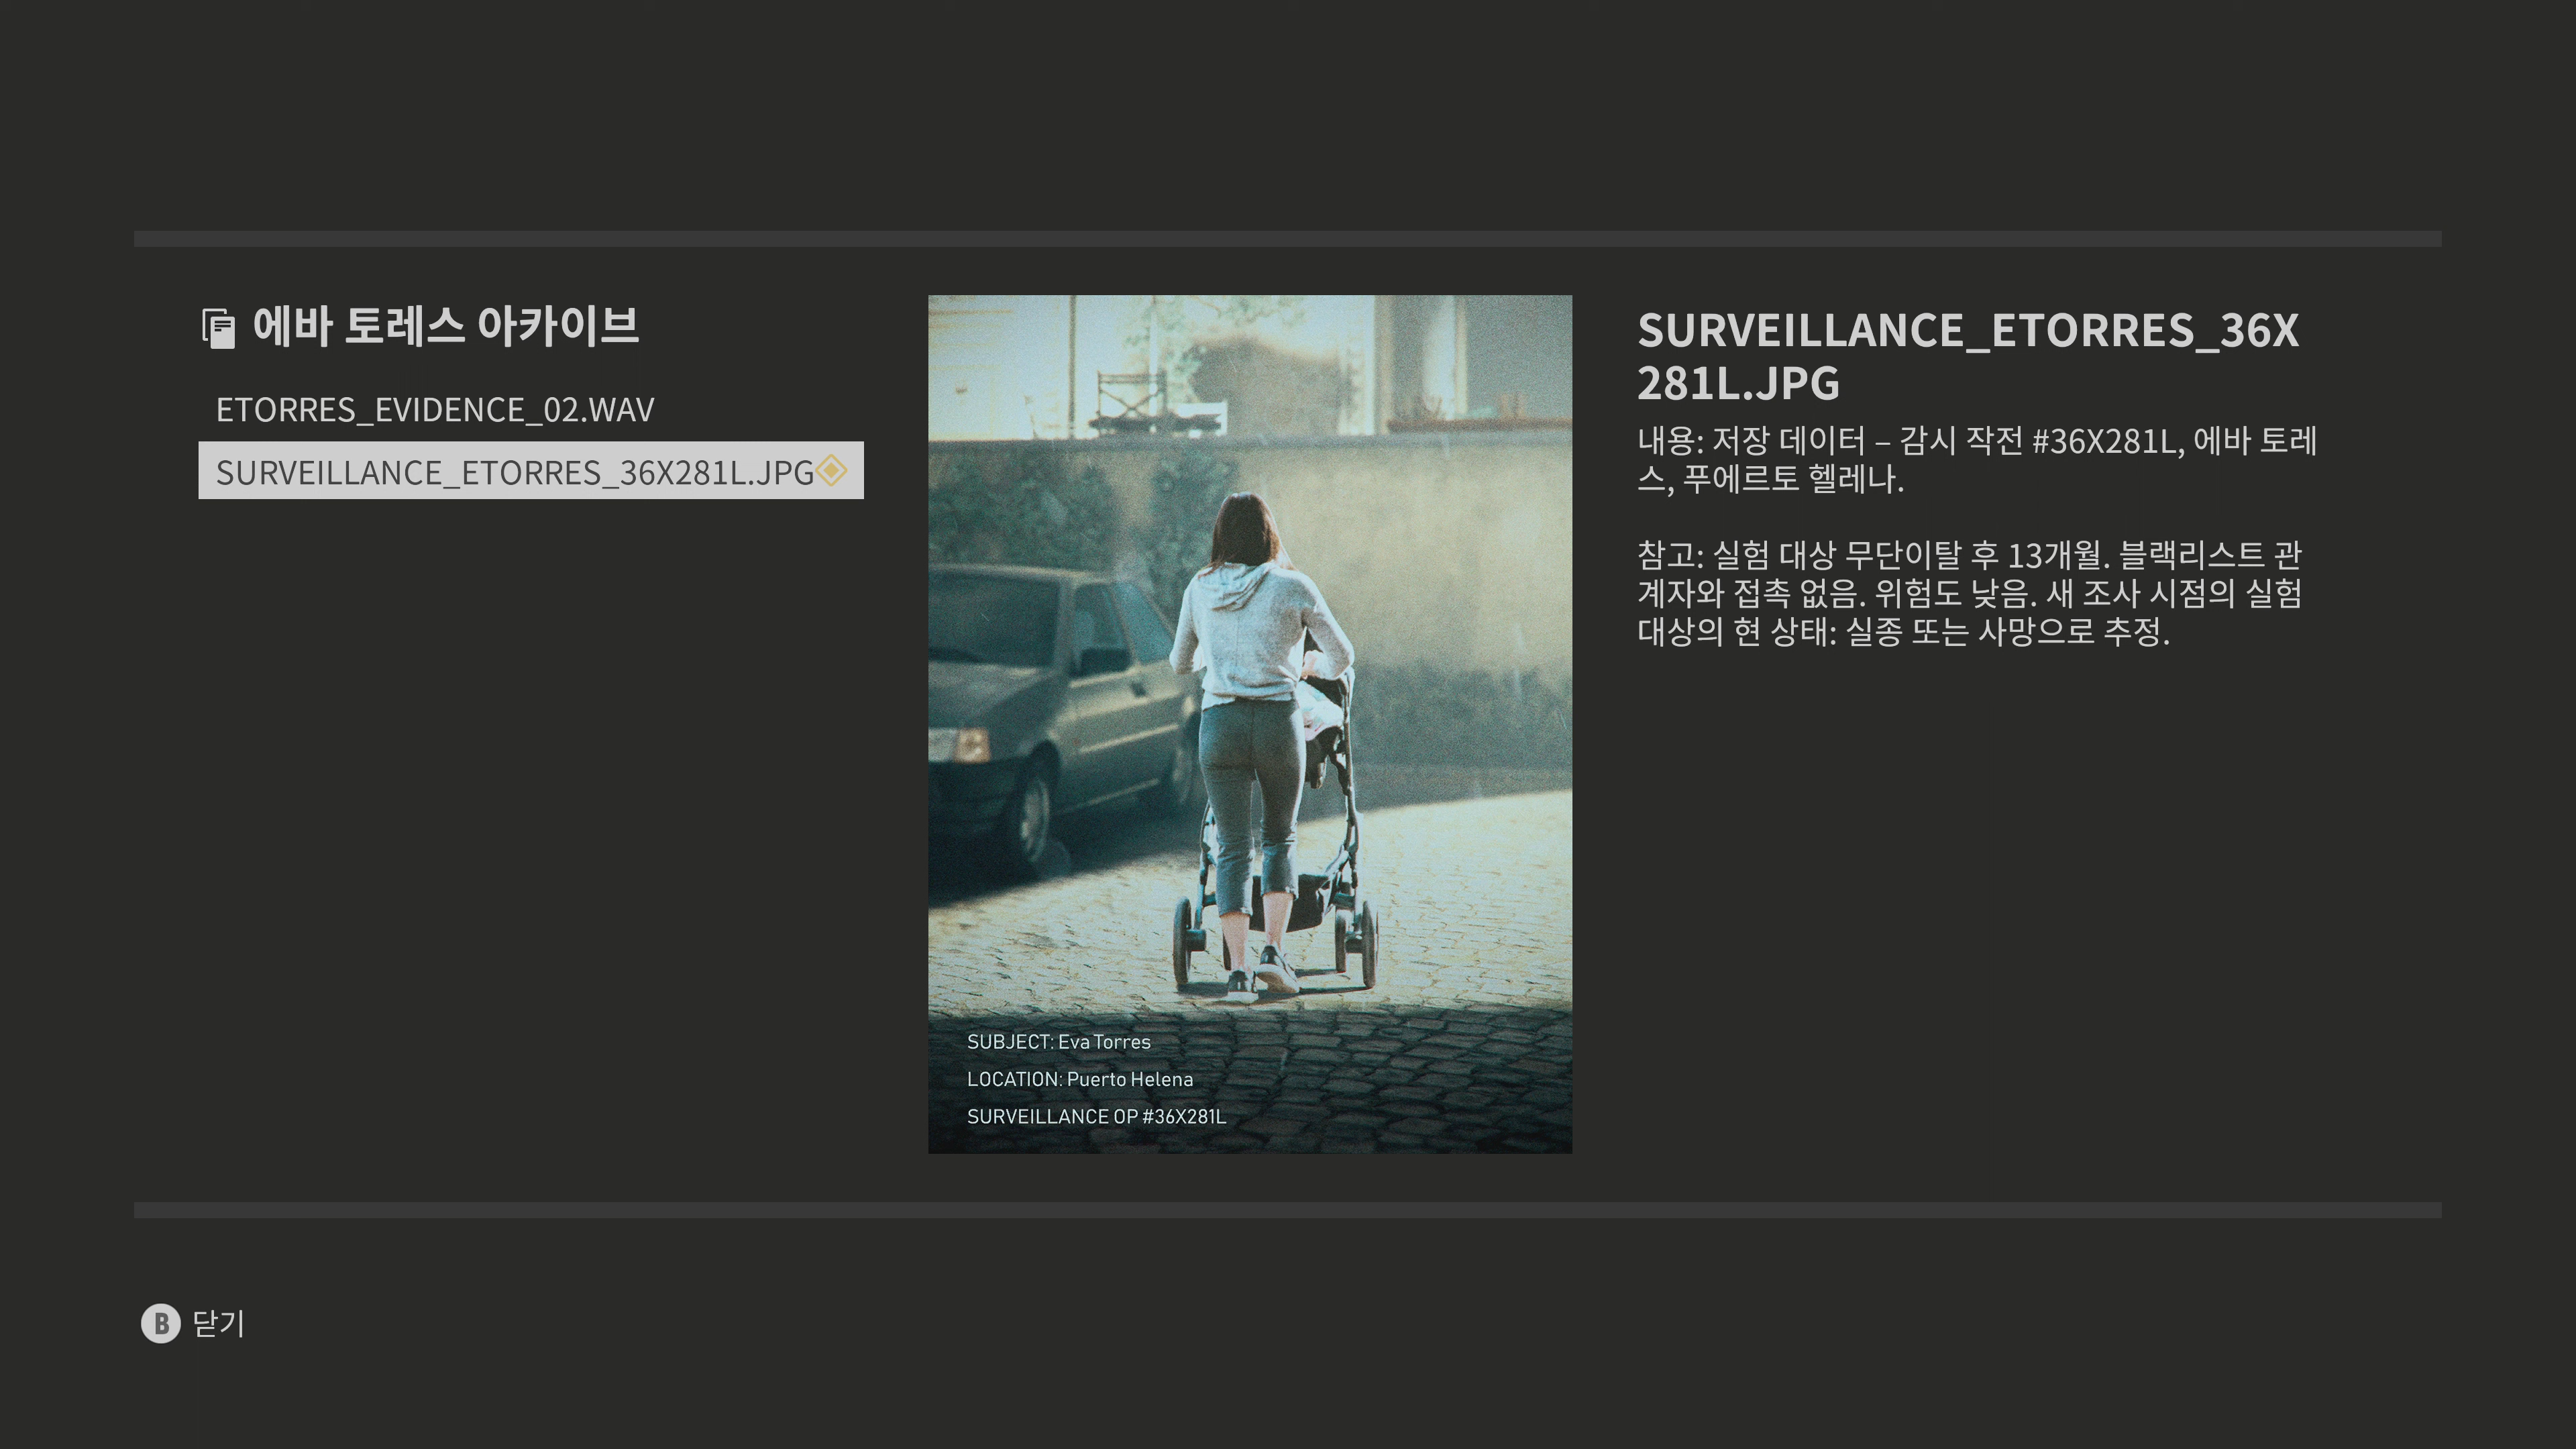 에바 토레스 아카이브
ETORRES_EVIDENCE_02.WAV
SURVEILLANCE_ETORRES_36X281L.JPG
SUBJECT: Eva Torres
LOCATION: Puerto Helena
SURVEILLANCE OP #36X281L
SURVEILLANCE_ETORRES_36X
281L.JPG
내용: 저장 데이터 – 감시 작전 #36X281L, 에바 토레
스, 푸에르토 헬레나.
참고: 실험 대상 무단이탈 후 13개월. 블랙리스트 관
계자와 접촉 없음. 위험도 낮음. 새 조사 시점의 실험
대상의 현 상태: 실종 또는 사망으로 추정.
B 닫기